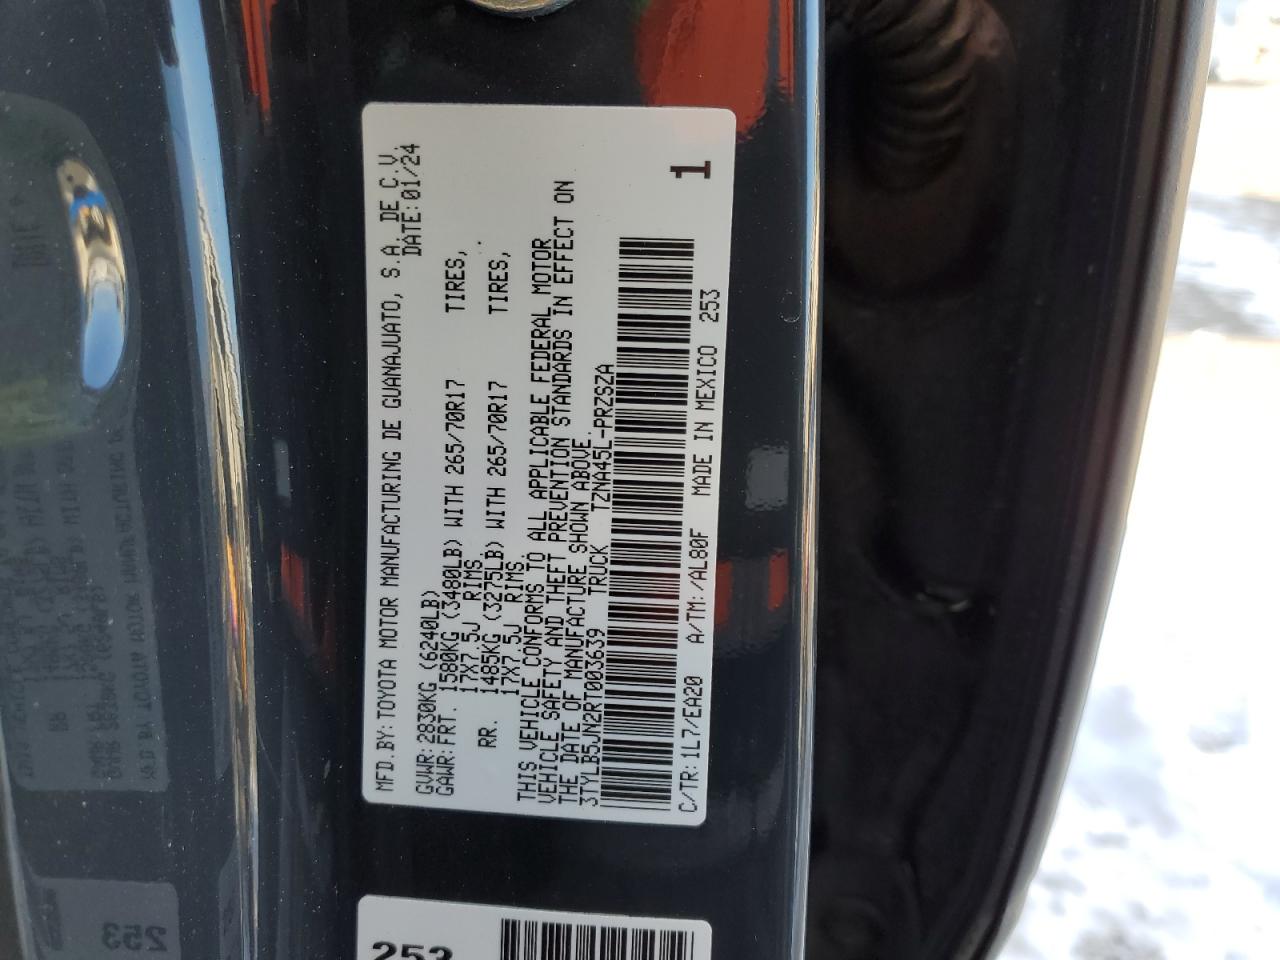 MFD.BY:TOYOTA MOTOR MANUFACTURING DE GUANAJUATO, S.A. DE C.V.
DATE:01/24
GVWR:2830KG (6240LB)
GAWR:FRT. 1580KG (3480LB) WITH 265/70R17 TIRES,
17X7.5J RIMS.
RR. 1485KG (3275LB) WITH 265/70R17 TIRES,
17X7.5J RIMS.
THIS VEHICLE CONFORMS TO ALL APPLICABLE FEDERAL MOTOR
VEHICLE SAFETY AND THEFT PREVENTION STANDARDS IN EFFECT ON
THE DATE OF MANUFACTURE SHOWN ABOVE.
3TYLB5JN2RT003639 TRUCK TZNA45L-PRZSZA
1
C/TR:1L7/EA20 A/TM:/AL80F MADE IN MEXICO 253
253